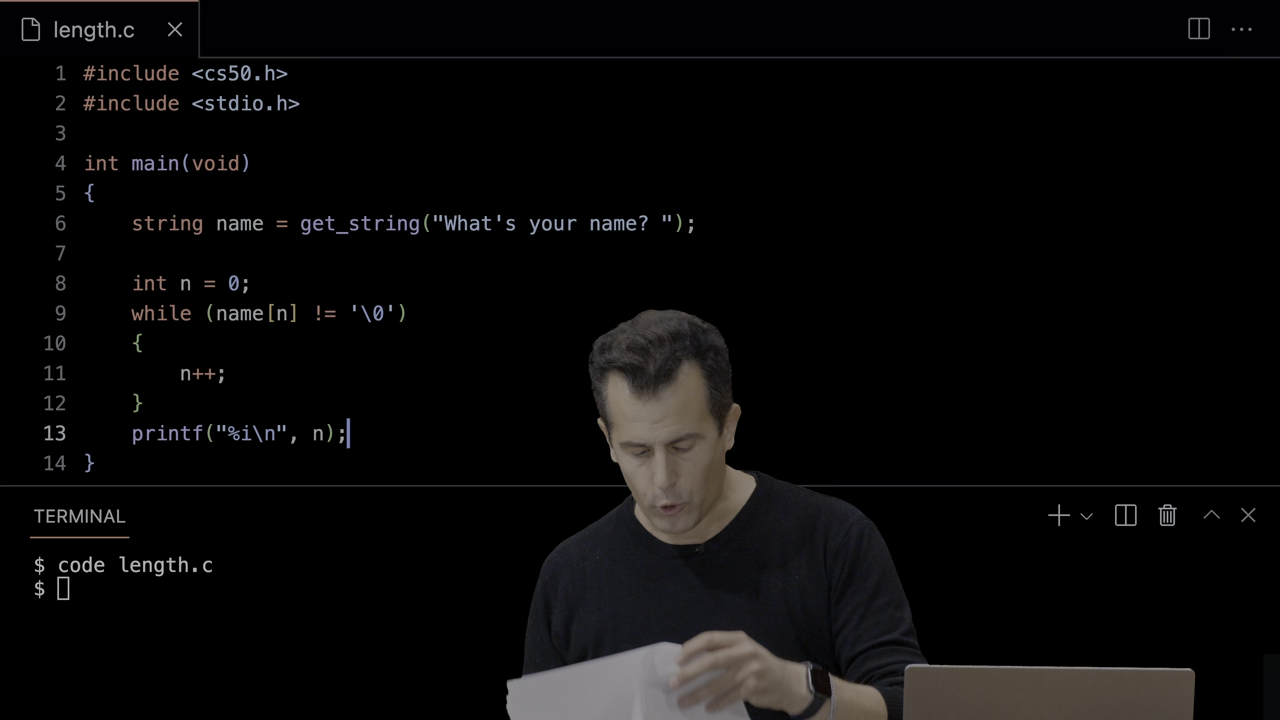 length.c
1 #include <cs50.h>
2 #include <stdio.h>
3
4 int main(void)
5 {
6     string name = get_string("What's your name? ");
7
8     int n = 0;
9     while (name[n] != '\0')
10     {
11         n++;
12     }
13     printf("%i\n", n);
14 }
TERMINAL
$ code length.c
$